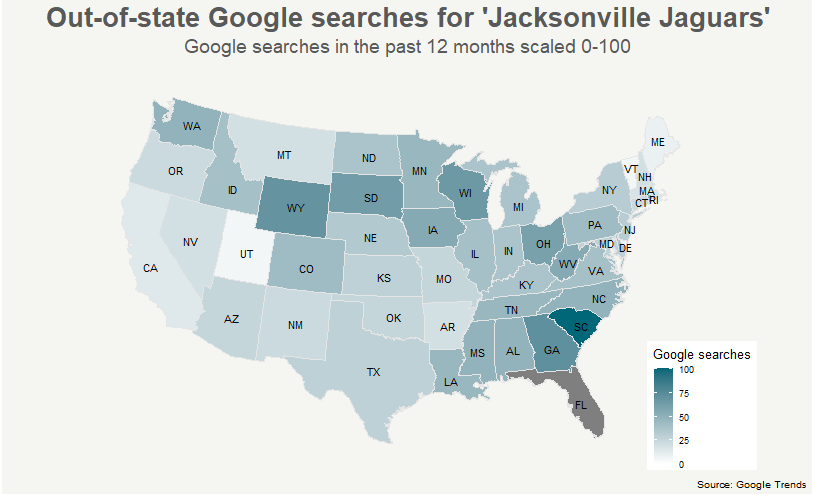 Out-of-state Google searches for 'Jacksonville Jaguars'
Google searches in the past 12 months scaled 0-100
WA
MT
ND
MN
ME
VT
NH
OR
ID
WY
SD
WI
MI
NY
MA
CT
RI
NV
UT
NE
IA
PA
NJ
CA
CO
IL
IN
OH
MD
DE
KS
MO
KY
WV
VA
AZ
NM
OK
AR
TN
NC
SC
TX
LA
MS
AL
GA
FL
Google searches
100
75
50
25
0
Source: Google Trends